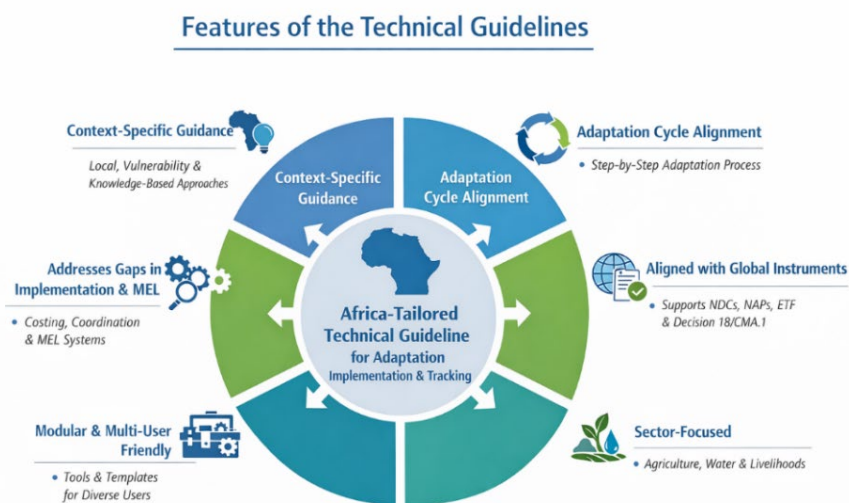 Features of the Technical Guidelines
Context-Specific Guidance
Local, Vulnerability &
Knowledge-Based Approaches
Adaptation Cycle Alignment
• Step-by-Step Adaptation Process
Context-Specific
Guidance
Adaptation
Cycle Alignment
Addresses Gaps in
Implementation & MEL
• Costing, Coordination
& MEL Systems
Africa-Tailored
Technical Guideline
for Adaptation
Implementation & Tracking
Aligned with Global Instruments
• Supports NDCs, NAPs, ETF
& Decision 18/CMA.1
Modular & Multi-User
Friendly
• Tools & Templates
for Diverse Users
Sector-Focused
• Agriculture, Water & Livelihoods